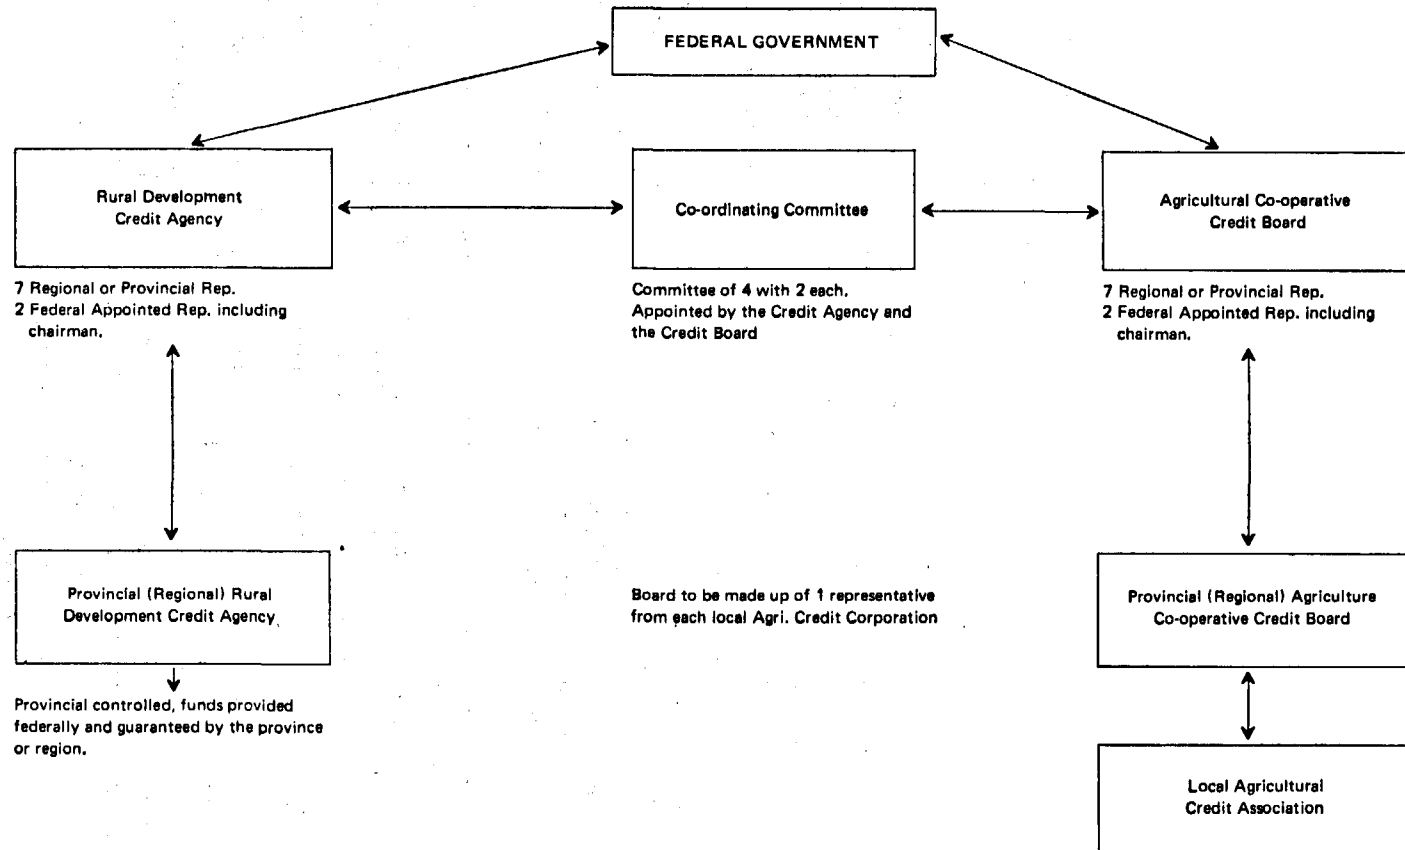 FEDERAL GOVERNMENT
Rural Development
Credit Agency
Co-ordinating Committee
Agricultural Co-operative
Credit Board
7 Regional or Provincial Rep.
2 Federal Appointed Rep. including
chairman.
Committee of 4 with 2 each.
Appointed by the Credit Agency and
the Credit Board
7 Regional or Provincial Rep.
2 Federal Appointed Rep. including
chairman.
Provincial (Regional) Rural
Development Credit Agency
Board to be made up of 1 representative
from each local Agri. Credit Corporation
Provincial (Regional) Agriculture
Co-operative Credit Board
Provincial controlled, funds provided
federally and guaranteed by the province
or region.
Local Agricultural
Credit Association